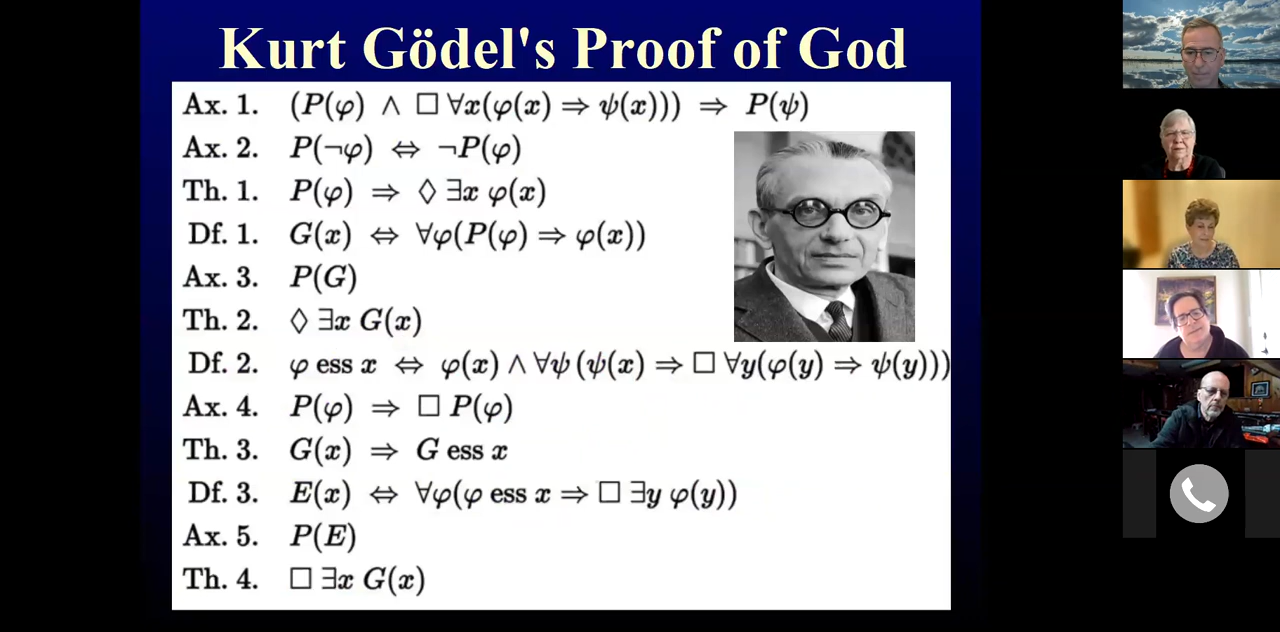 Kurt Gödel's Proof of God
Ax. 1. (P(φ) ∧ □ ∀x(φ(x) ⇒ ψ(x))) ⇒ P(ψ)
Ax. 2. P(¬φ) ⇔ ¬P(φ)
Th. 1. P(φ) ⇒ ◊ ∃x φ(x)
Df. 1. G(x) ⇔ ∀φ(P(φ) ⇒ φ(x))
Ax. 3. P(G)
Th. 2. ◊ ∃x G(x)
Df. 2. φ ess x ⇔ φ(x) ∧ ∀ψ (ψ(x) ⇒ □ ∀y(φ(y) ⇒ ψ(y)))
Ax. 4. P(φ) ⇒ □ P(φ)
Th. 3. G(x) ⇒ G ess x
Df. 3. E(x) ⇔ ∀φ(φ ess x ⇒ □ ∃y φ(y))
Ax. 5. P(E)
Th. 4. □ ∃x G(x)